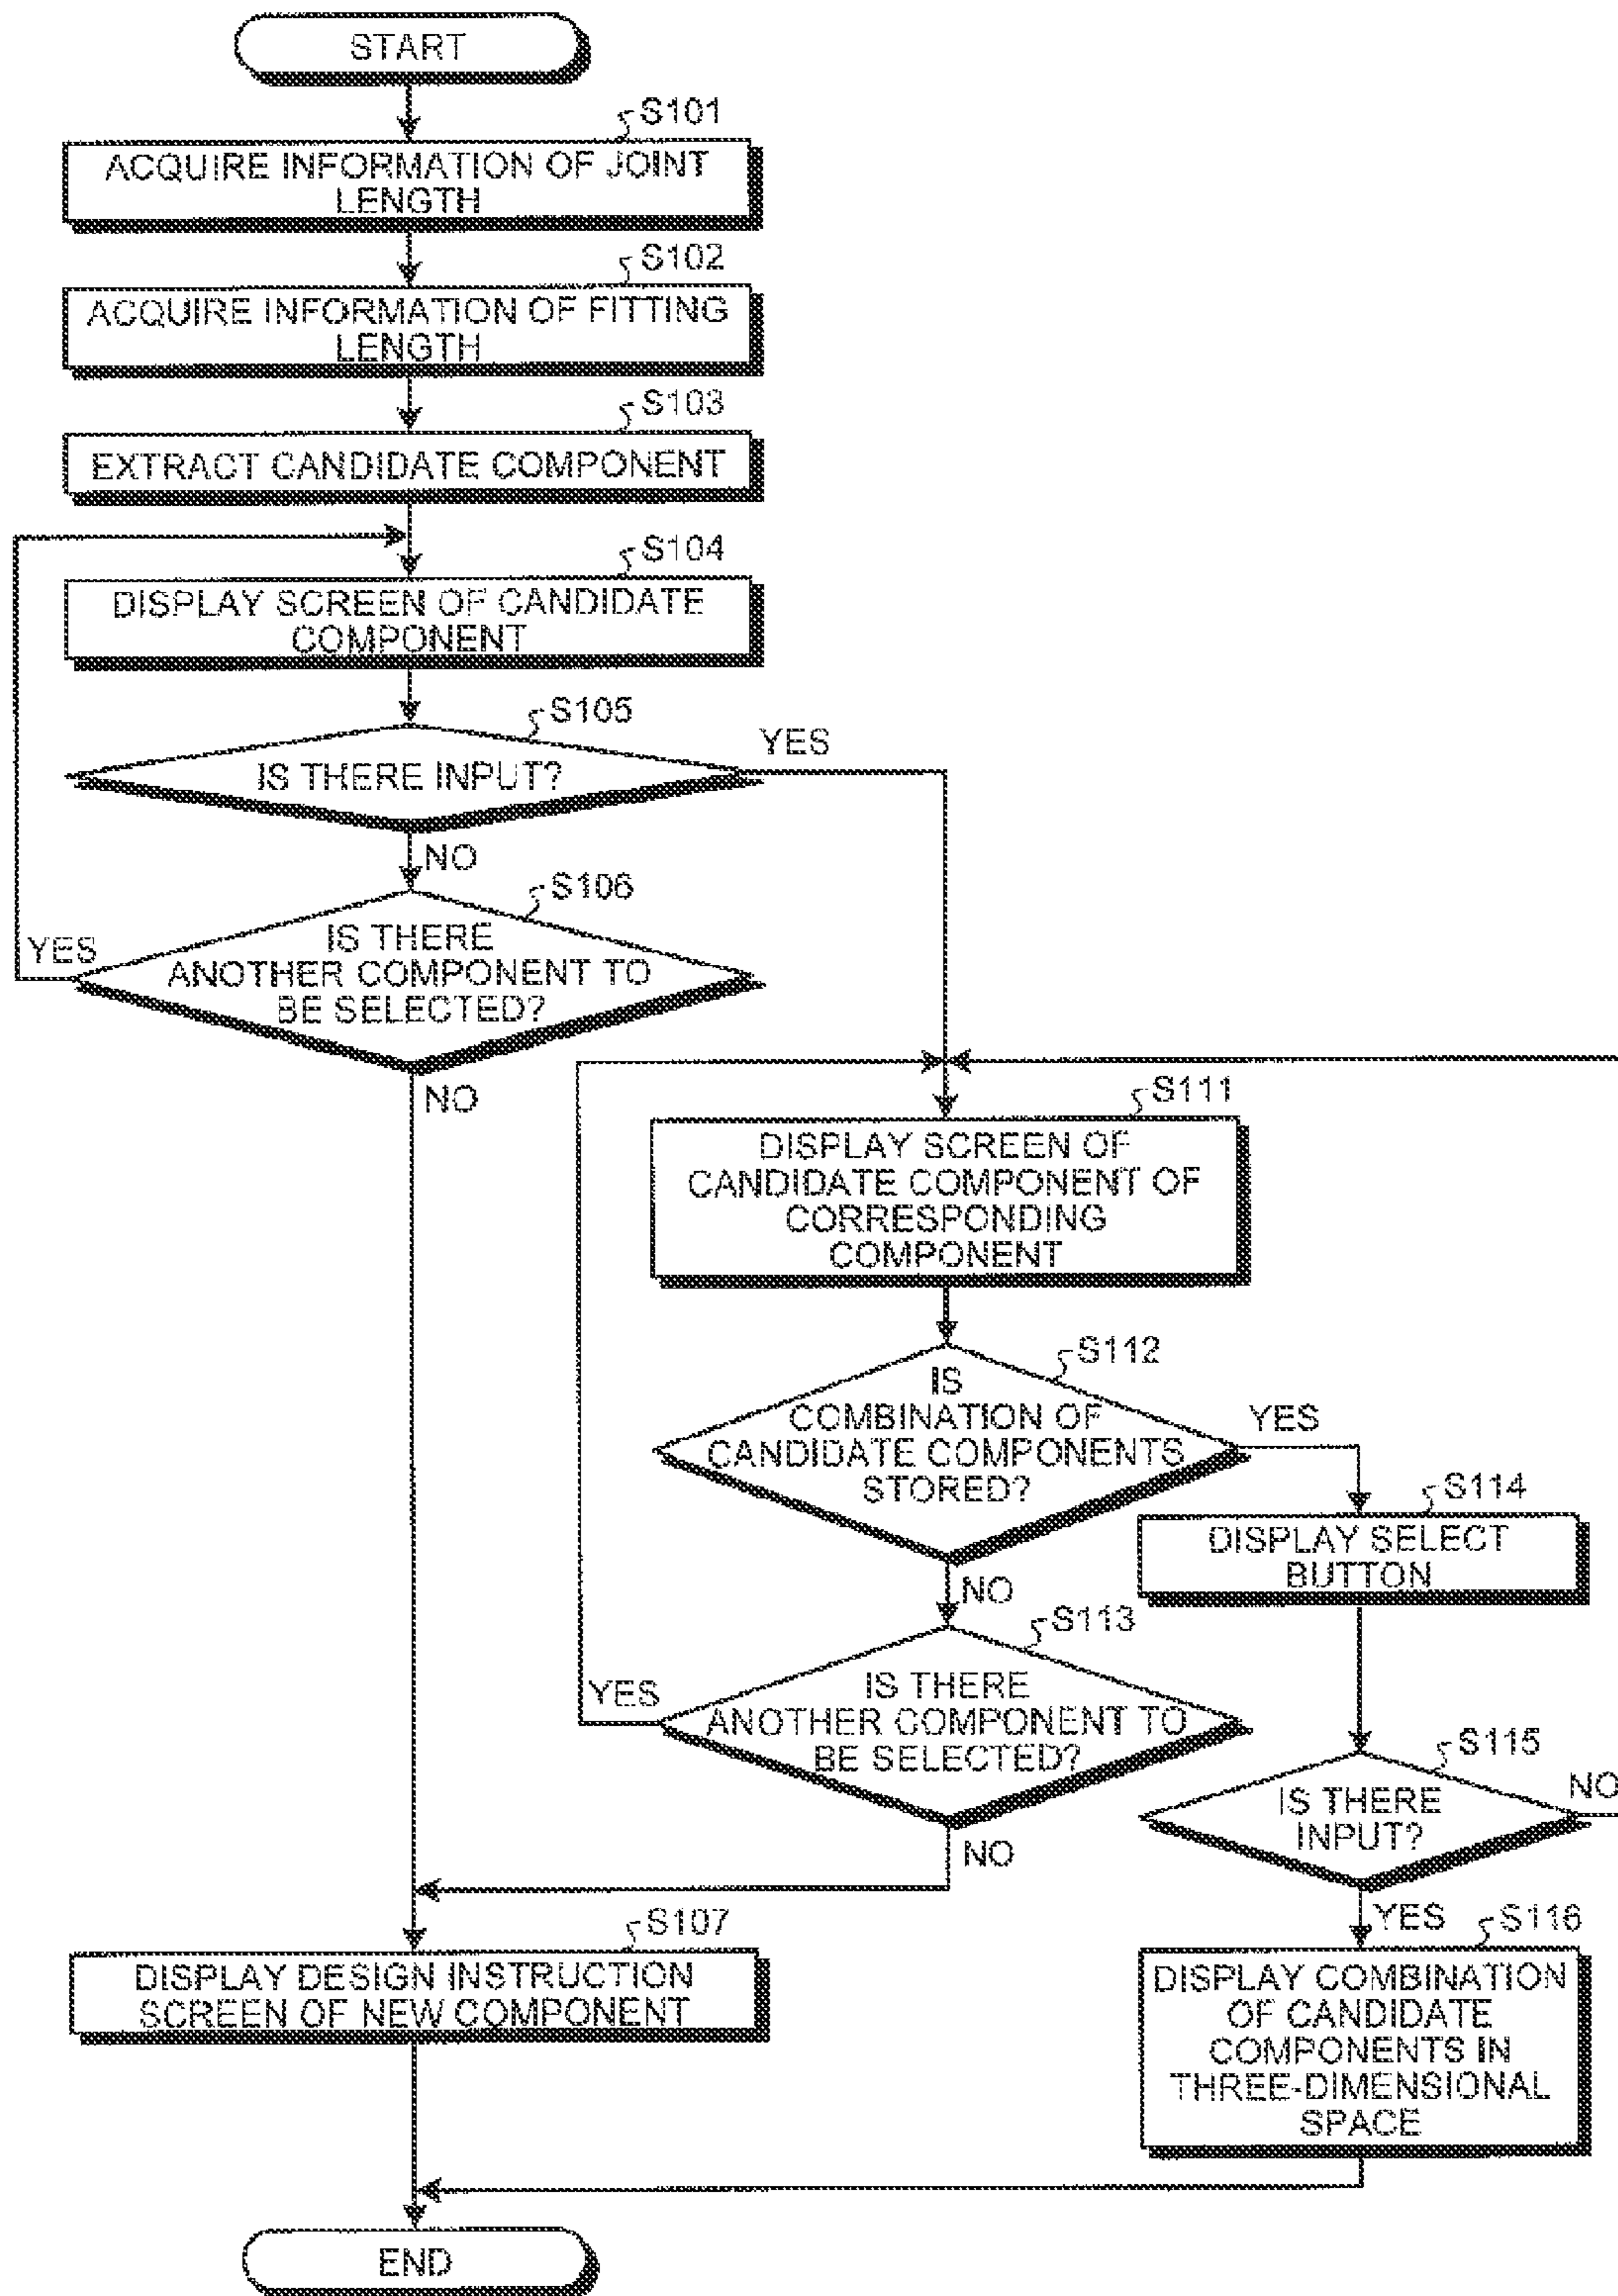 START
S101
ACQUIRE INFORMATION OF JOINT
LENGTH
S102
ACQUIRE INFORMATION OF FITTING
LENGTH
S103
EXTRACT CANDIDATE COMPONENT
S104
DISPLAY SCREEN OF CANDIDATE
COMPONENT
S105
IS THERE INPUT?
YES
NO
S106
IS THERE
ANOTHER COMPONENT TO
BE SELECTED?
YES
NO
S111
DISPLAY SCREEN OF
CANDIDATE COMPONENT OF
CORRESPONDING
COMPONENT
S112
IS
COMBINATION OF
CANDIDATE COMPONENTS
STORED?
YES
NO
S114
DISPLAY SELECT
BUTTON
S113
IS THERE
ANOTHER COMPONENT TO
BE SELECTED?
YES
NO
S115
IS THERE
INPUT?
NO
YES
S107
DISPLAY DESIGN INSTRUCTION
SCREEN OF NEW COMPONENT
S116
DISPLAY COMBINATION
OF CANDIDATE
COMPONENTS IN
THREE-DIMENSIONAL
SPACE
END